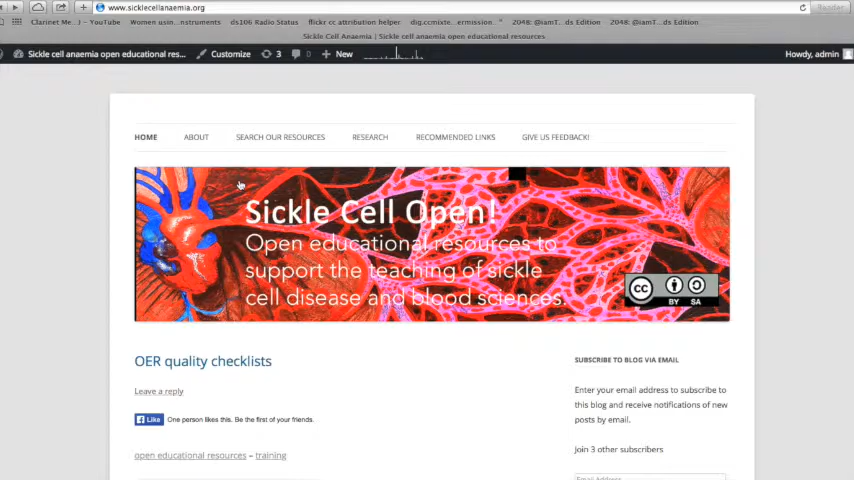 www.sicklecellanaemia.org
Reader
Clarinet Me...) - You Women usin...nstruments ds106 Radio Status flickr cc attribution helper dig.ccmixte...ermission. " 2048: @iamT...ds Edition 2048: @iamT...ds Edition
Sickle Cell Anaemia | Sickle cell anaemia open educational resources
Sickle cell anaemia open educational res... Customize 3 0 New Howdy, admin
HOME ABOUT SEARCH OUR RESOURCES RESEARCH RECOMMENDED LINKS GIVE US FEEDBACK!
Sickle Cell Open!
Open educational resources to
support the teaching of sickle
cell disease and blood sciences.
cc
BY SA
OER quality checklists
Leave a reply
Like One person likes this. Be the first of your friends.
open educational resources – training
SUBSCRIBE TO BLOG VIA EMAIL
Enter your email address to subscribe to
this blog and receive notifications of new
posts by email.
Join 3 other subscribers
Email Address